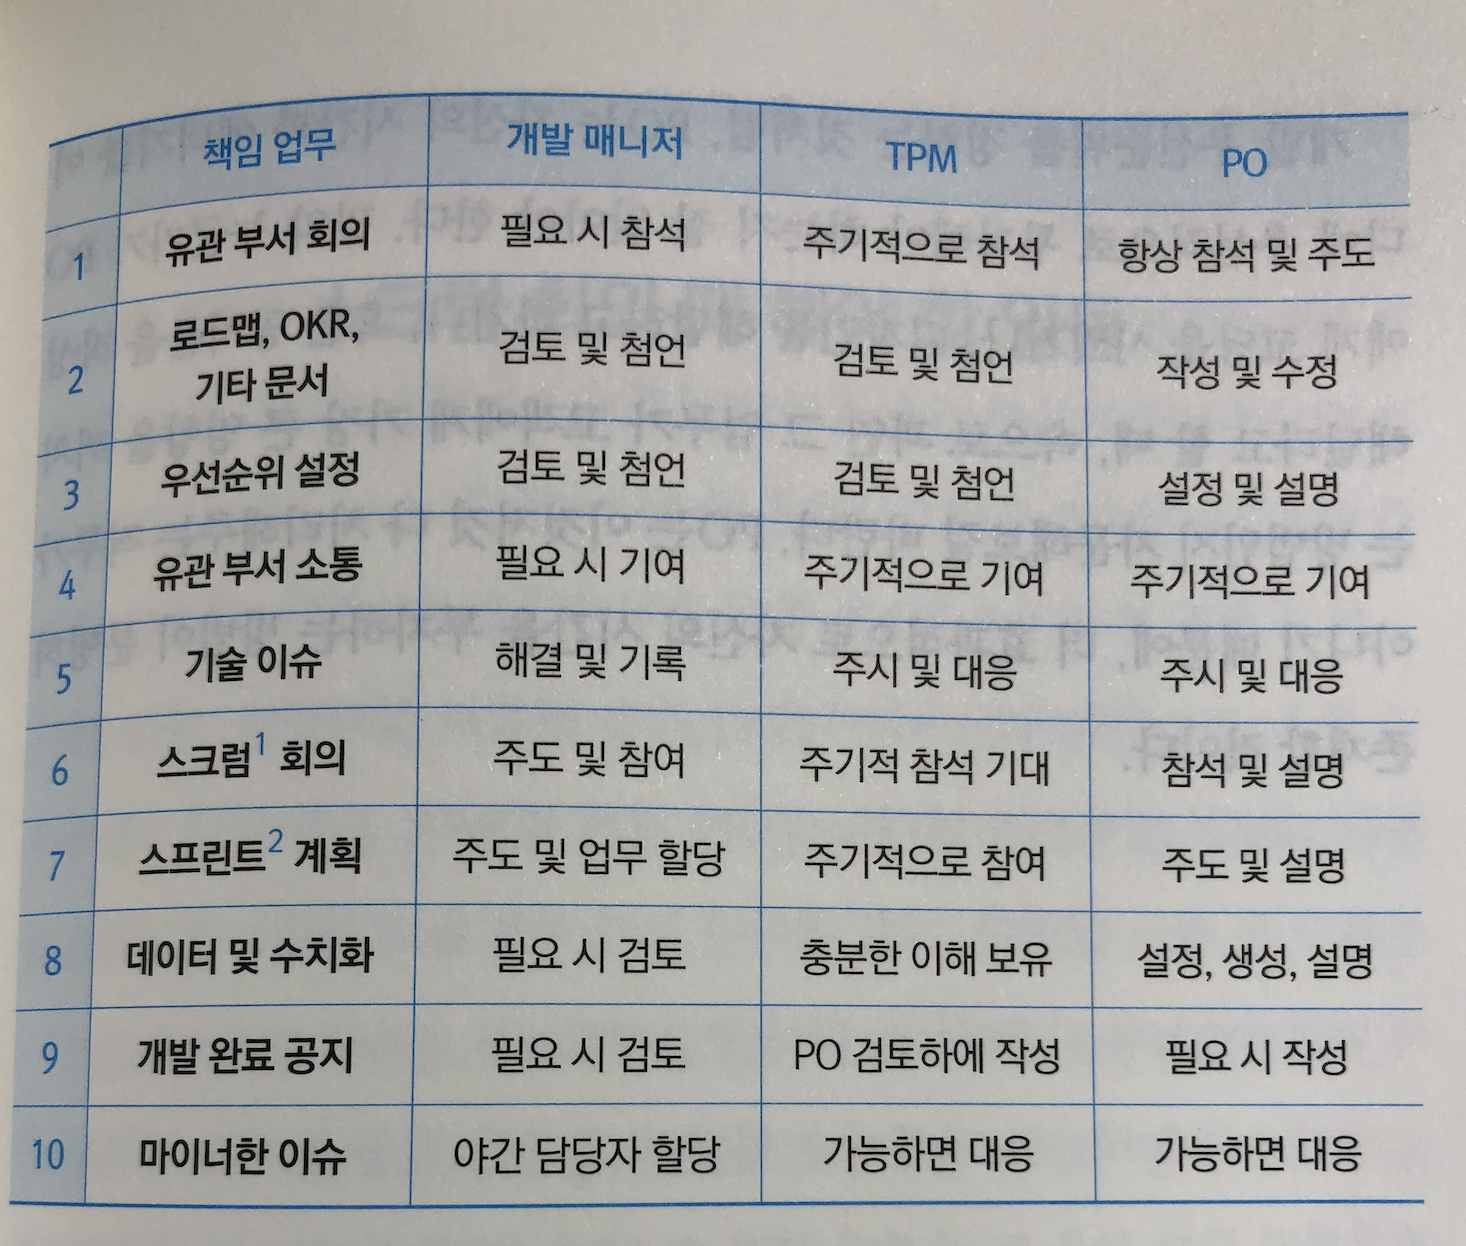 책임 업무 개발 매니저 TPM PO
1 유관 부서 회의 필요 시 참석 주기적으로 참석 항상 참석 및 주도
2 로드맵, OKR, 기타 문서 검토 및 첨언 검토 및 첨언 작성 및 수정
3 우선순위 설정 검토 및 첨언 검토 및 첨언 설정 및 설명
4 유관 부서 소통 필요 시 기여 주기적으로 기여 주기적으로 기여
5 기술 이슈 해결 및 기록 주시 및 대응 주시 및 대응
6 스크럼1 회의 주도 및 참여 주기적 참석 기대 참석 및 설명
7 스프린트2 계획 주도 및 업무 할당 주기적으로 참여 주도 및 설명
8 데이터 및 수치화 필요 시 검토 충분한 이해 보유 설정, 생성, 설명
9 개발 완료 공지 필요 시 검토 PO 검토하에 작성 필요 시 작성
10 마이너한 이슈 야간 담당자 할당 가능하면 대응 가능하면 대응